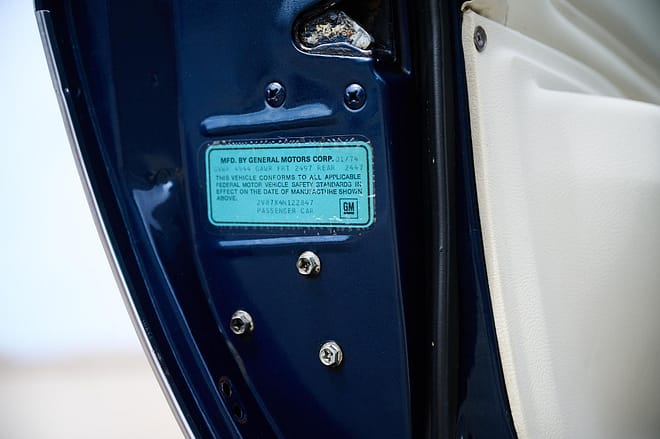 MFD. BY GENERAL MOTORS CORP. 01/74
GVWR 4944 GAWR FRT 2497 REAR 2447
THIS VEHICLE CONFORMS TO ALL APPLICABLE
FEDERAL MOTOR VEHICLE SAFETY STANDARDS IN
EFFECT ON THE DATE OF MANUFACTURE SHOWN
ABOVE.
2V87K4N122847
PASSENGER CAR
GM